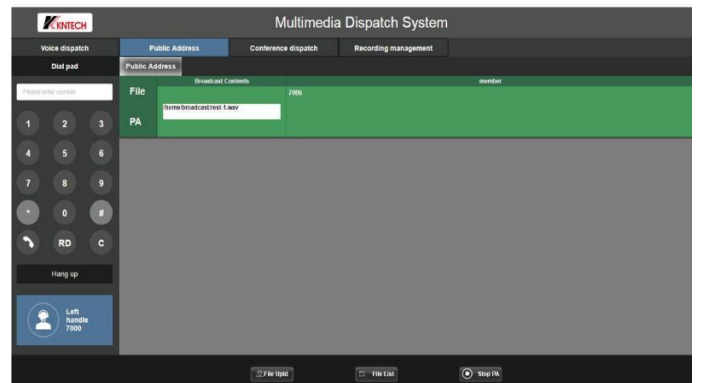 KNTECH
Multimedia Dispatch System
Voice dispatch
Public Address
Conference dispatch
Recording management
Dial pad
Public Address
Please enter number
Broadcast Contents
member
File
7006
/home/broadcast/rest-1.wav
PA
1 2 3
4 5 6
7 8 9
* 0 #
RD C
Hang up
Left
handle
7000
File Upld
File List
Stop PA